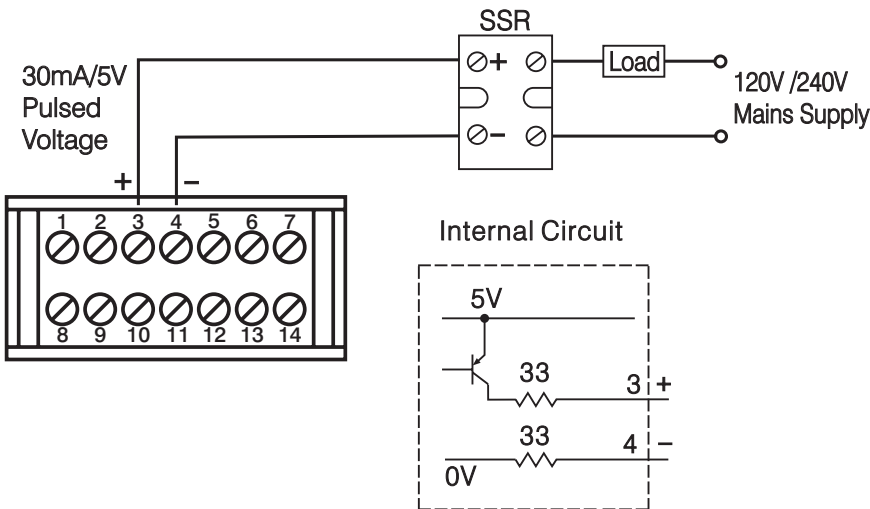 SSR
30mA/5V
Pulsed
Voltage
+ −
+
−
Load
120V /240V
Mains Supply
1 2 3 4 5 6 7
8 9 10 11 12 13 14
Internal Circuit
5V
33
3 +
33
4 −
0V